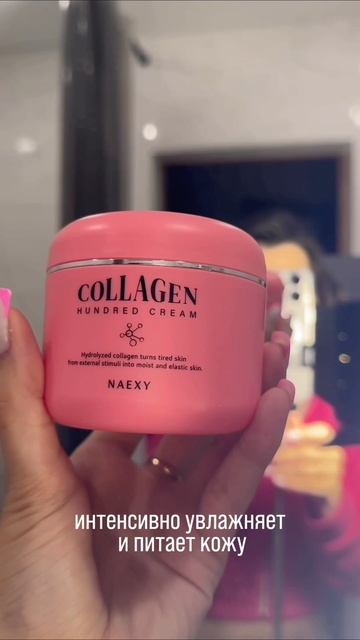 COLLAGEN
HUNDRED CREAM
Hydrolyzed collagen turns tired skin
from external stimuli into moist and elastic skin.
NAEXY
интенсивно увлажняет
и питает кожу